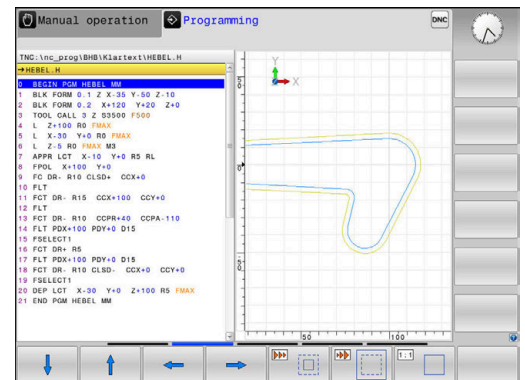 Manual operation
Programming
DNC
TNC:\nc_prog\BHB\Klartext\HEBEL.H
→HEBEL.H
0 BEGIN PGM HEBEL MM
1 BLK FORM 0.1 Z X-35 Y-50 Z-10
2 BLK FORM 0.2 X+120 Y+20 Z+0
3 TOOL CALL 3 Z S3500 F500
4 L Z+100 R0 FMAX
5 L X-30 Y+0 R0 FMAX
6 L Z-5 R0 FMAX M3
7 APPR LCT X-10 Y+0 R5 RL
8 FPOL X+100 Y+0
9 FC DR- R10 CLSD+ CCX+0
10 FLT
11 FCT DR- R15 CCX+100 CCY+0
12 FLT
13 FCT DR- R10 CCPR+40 CCPA-110
14 FLT PDX+100 PDY+0 D15
15 FSELECT1
16 FCT DR+ R5
17 FLT PDX+100 PDY+0 D15
18 FCT DR- R10 CLSD- CCX+0 CCY+0
19 FSELECT1
20 DEP LCT X-30 Y+0 Z+100 R5 FMAX
21 END PGM HEBEL MM
Y
X
0
50
100
1:1